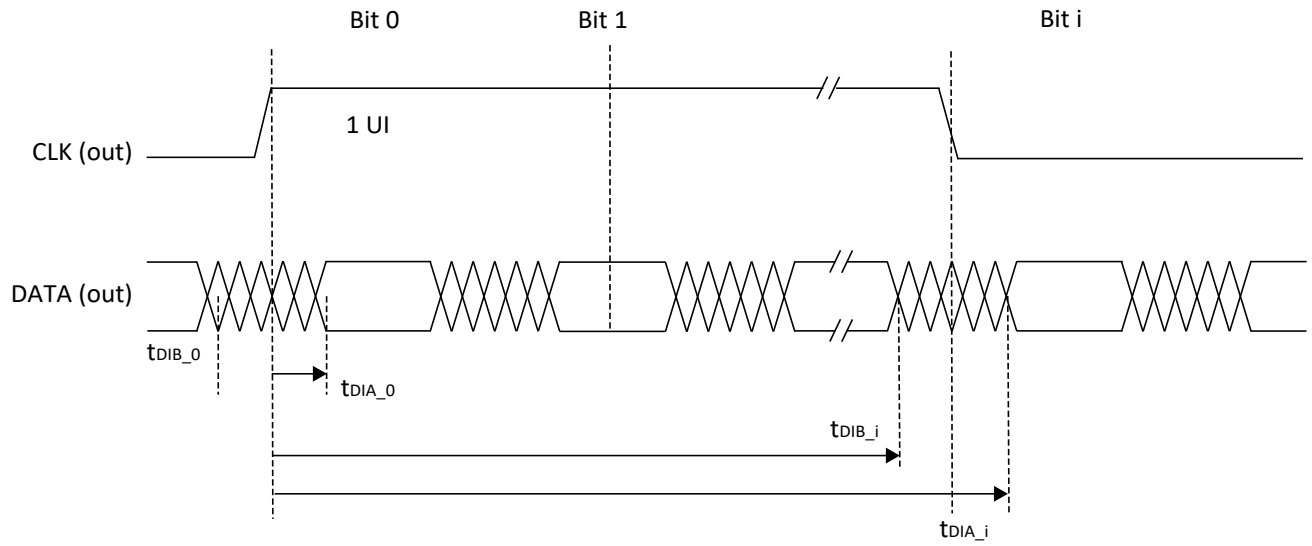 Bit 0
Bit 1
Bit i
1 UI
CLK (out)
DATA (out)
tDIB_0
tDIA_0
tDIB_i
tDIA_i